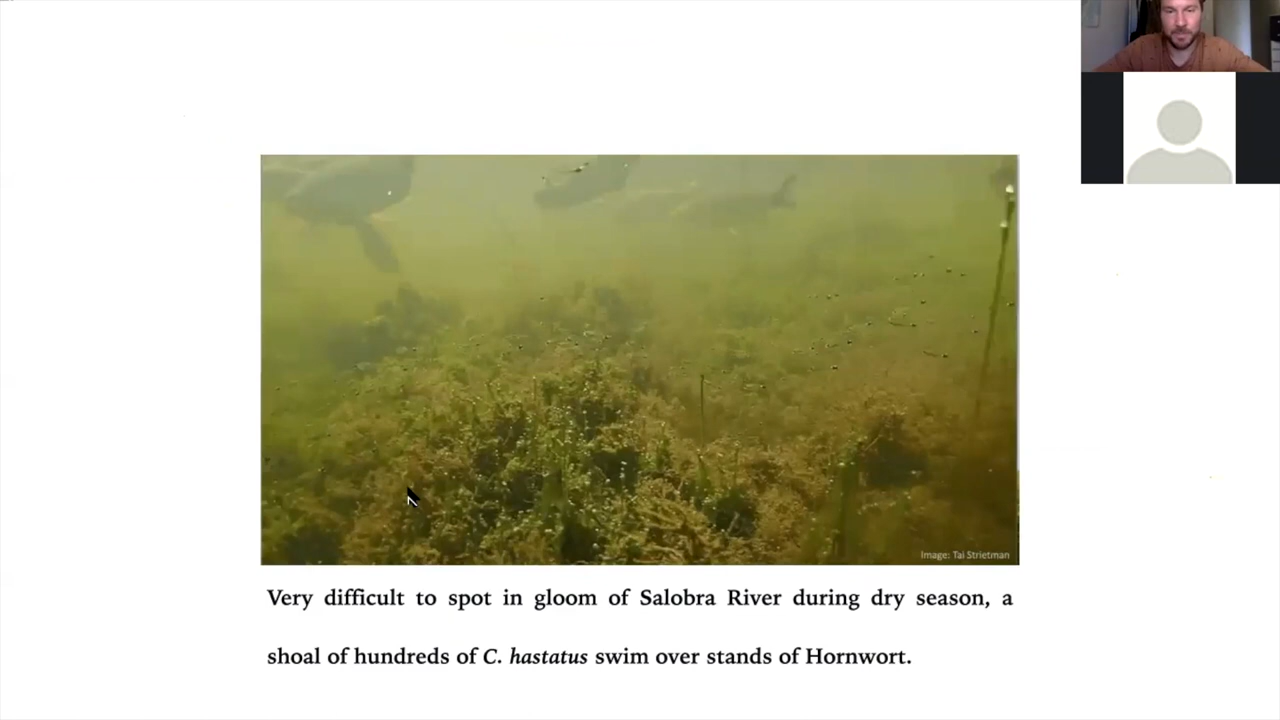 Image: Tai Strietman
Very difficult to spot in gloom of Salobra River during dry season, a
shoal of hundreds of C. hastatus swim over stands of Hornwort.